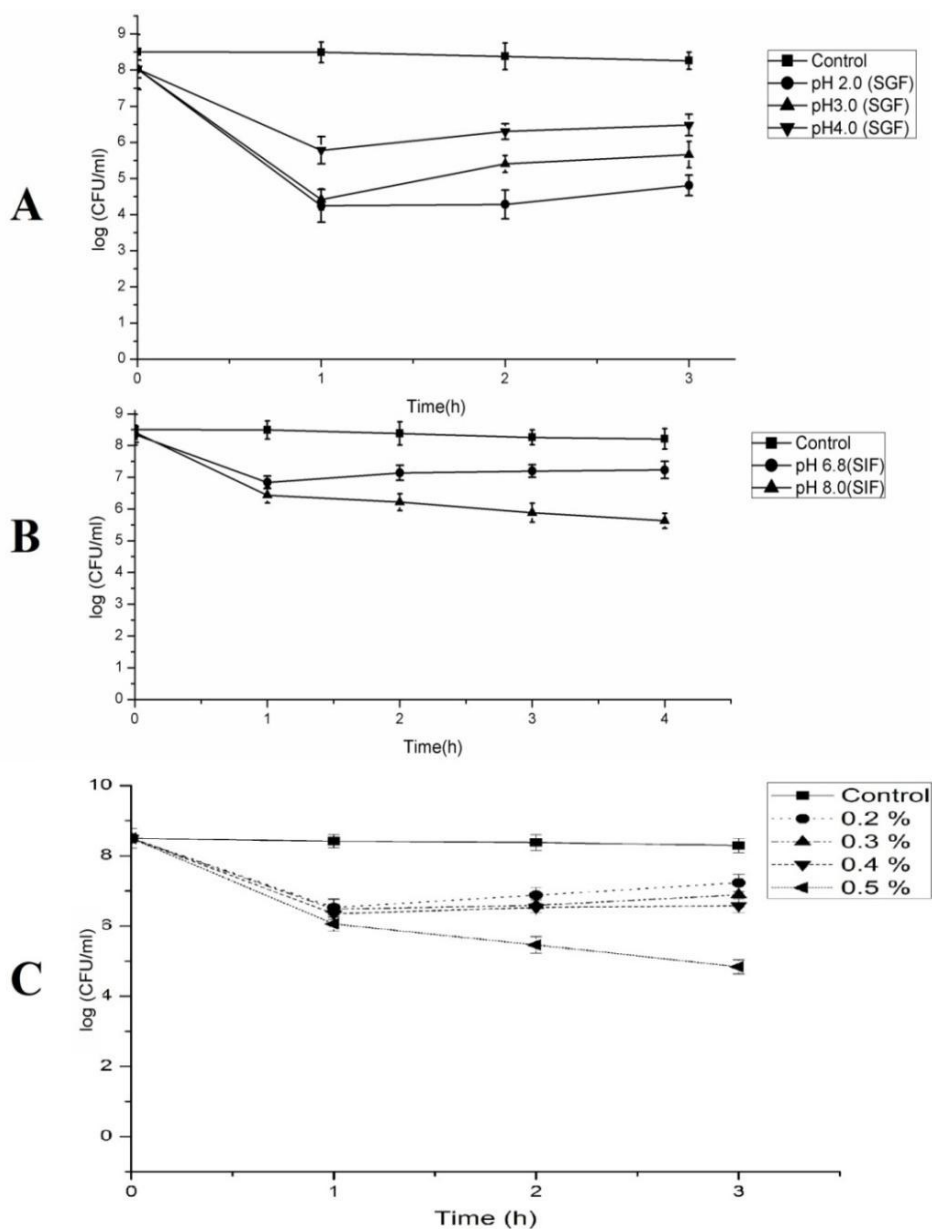 A
log (CFU/ml)
9
8
7
6
5
4
3
2
1
0
0 1 2 3
Time(h)
Control
pH 2.0 (SGF)
pH3.0 (SGF)
pH4.0 (SGF)
B
log (CFU/ml)
9
8
7
6
5
4
3
2
1
0
0 1 2 3 4
Time(h)
Control
pH 6.8(SIF)
pH 8.0(SIF)
C
log (CFU/ml)
10
8
6
4
2
0
0 1 2 3
Time (h)
Control
0.2 %
0.3 %
0.4 %
0.5 %